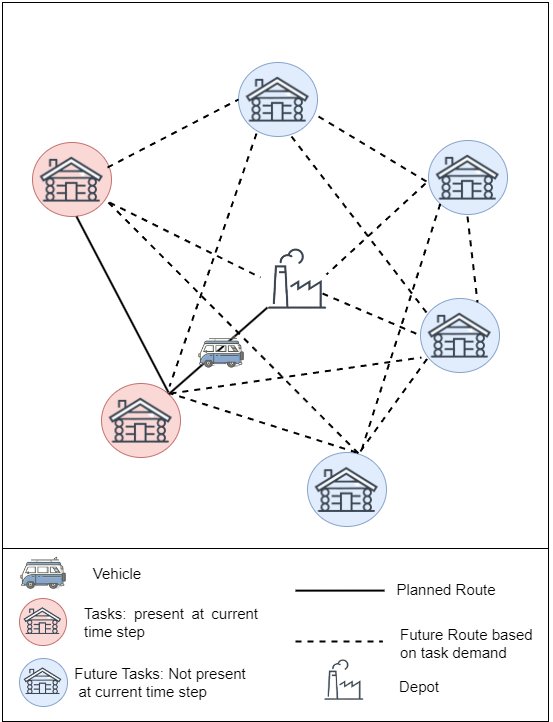 Vehicle
Tasks: present at current
time step
Future Tasks: Not present
at current time step
Planned Route
Future Route based
on task demand
Depot